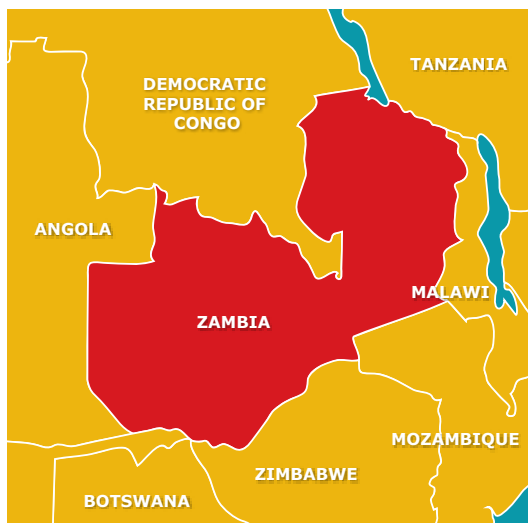 TANZANIA
DEMOCRATIC
REPUBLIC OF
CONGO
ANGOLA
MALAWI
ZAMBIA
MOZAMBIQUE
ZIMBABWE
BOTSWANA